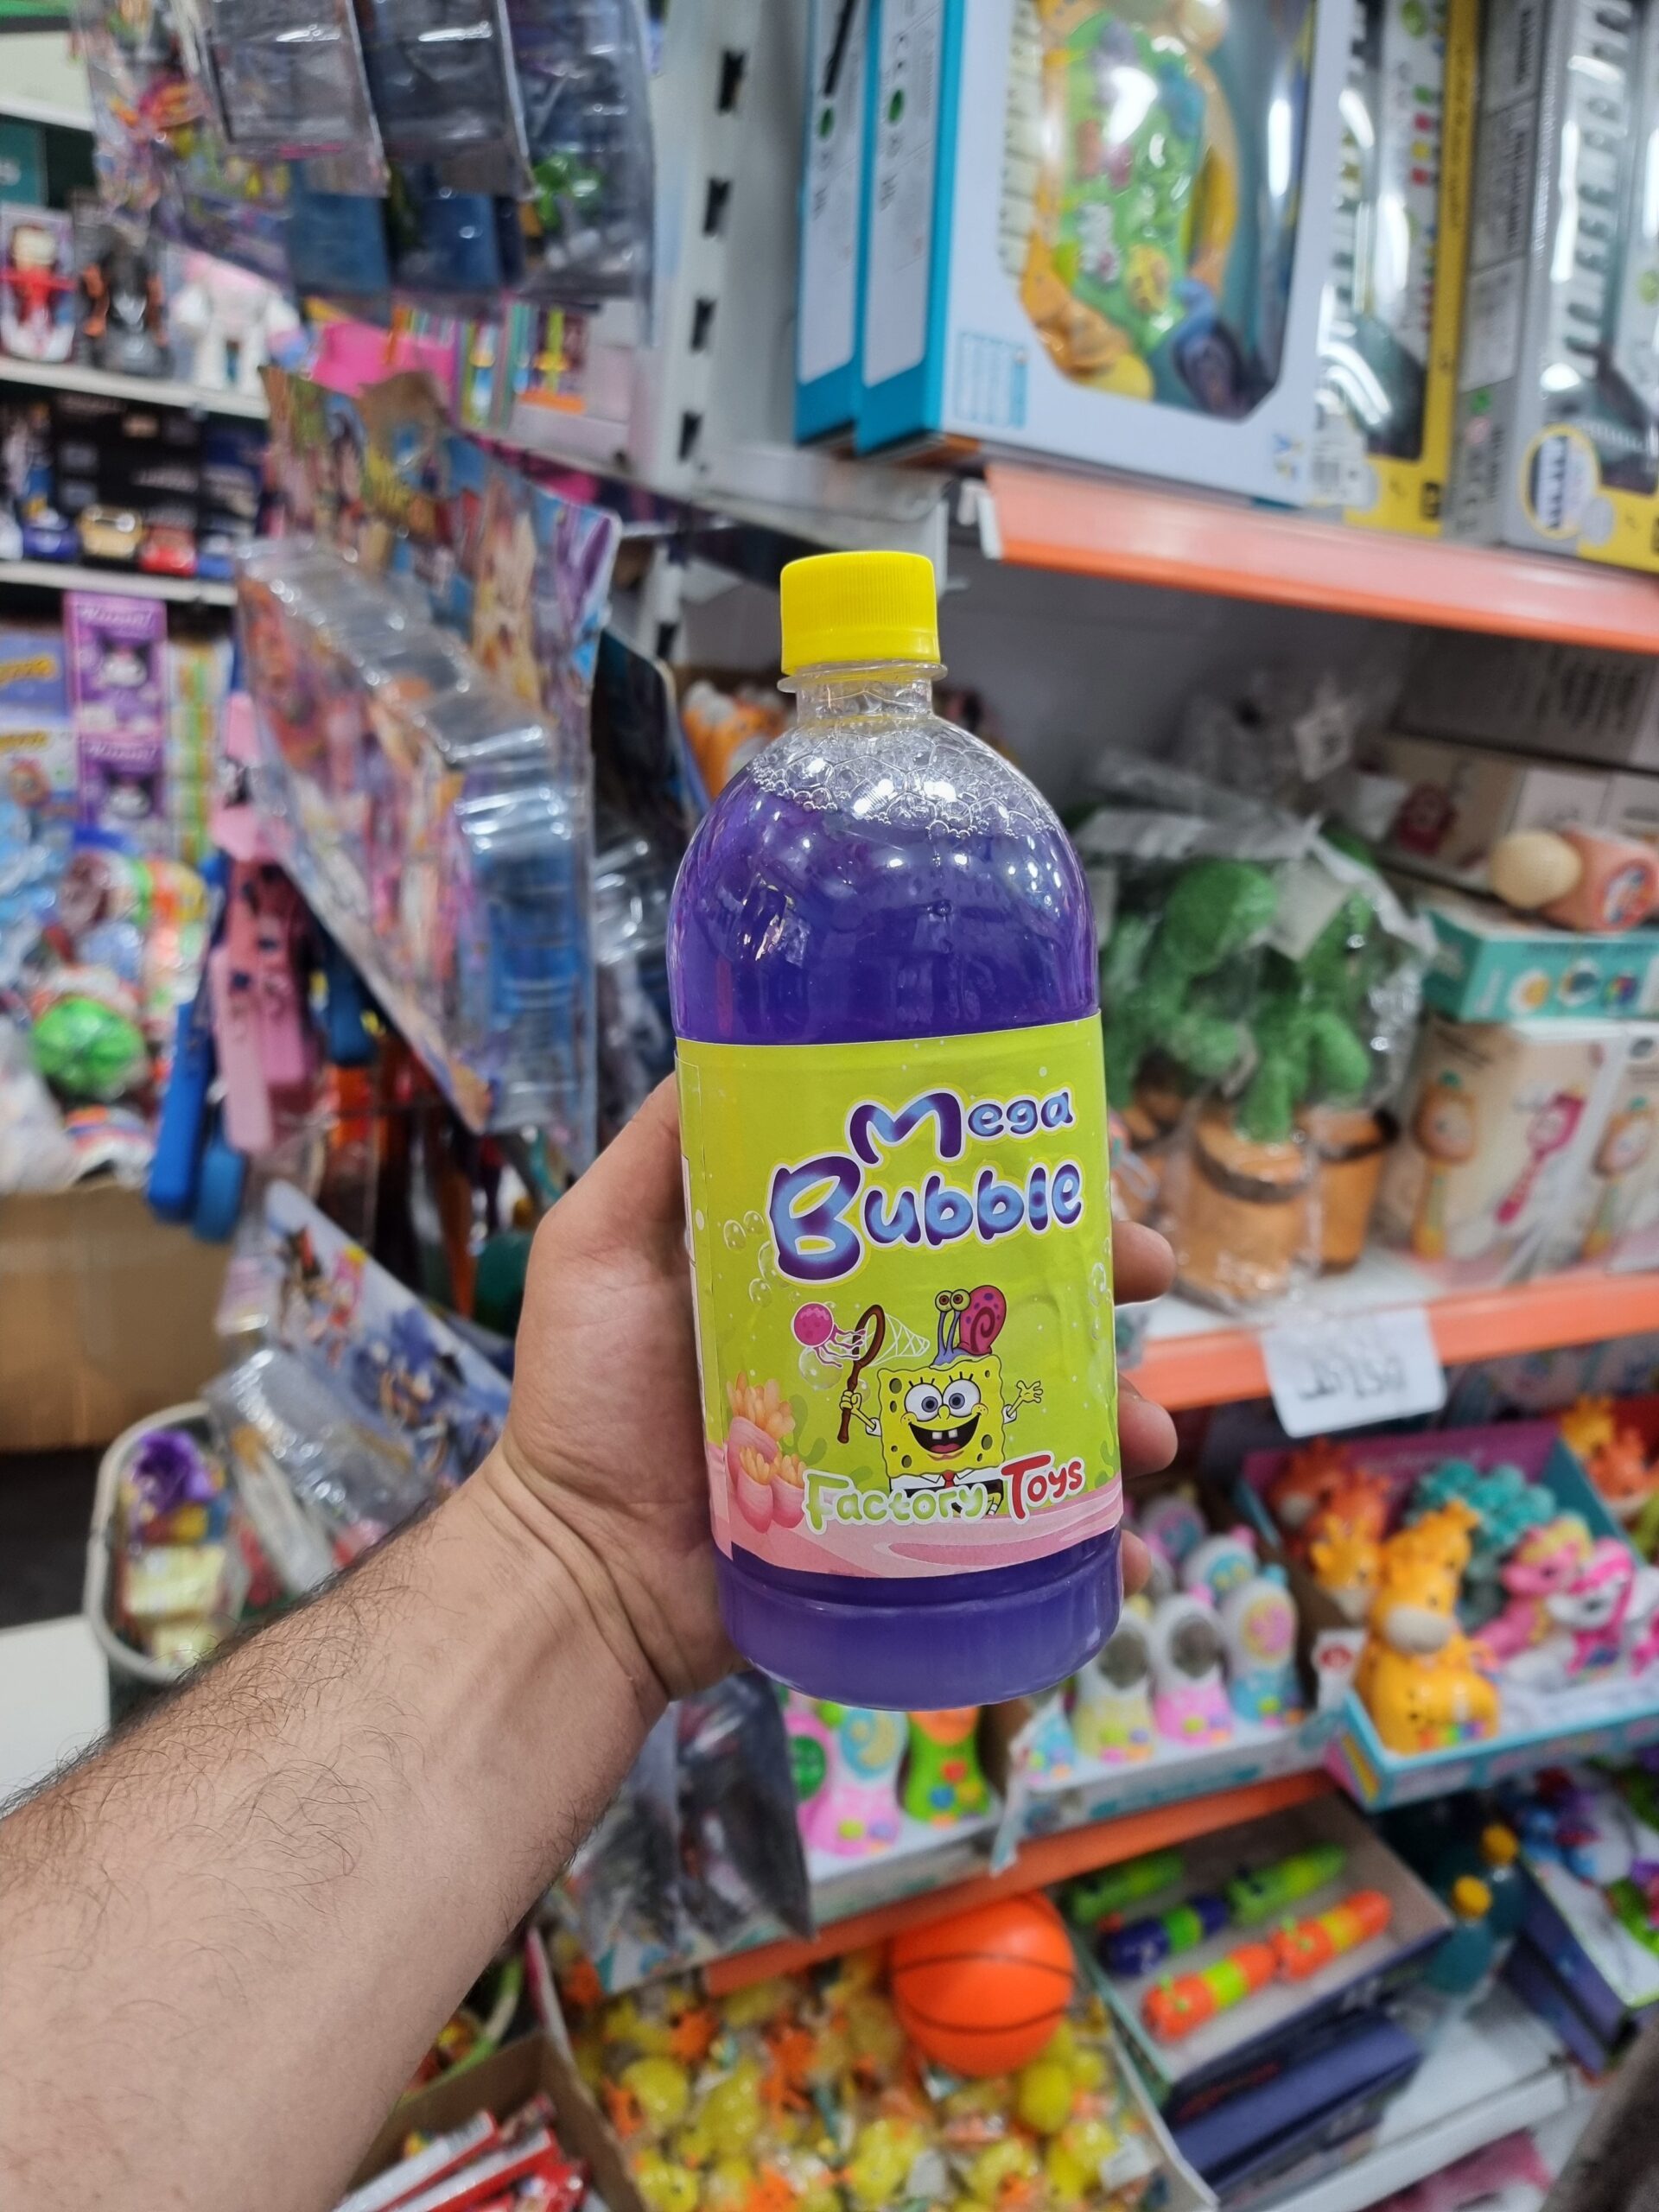 Mega
Bubble
Factory Toys